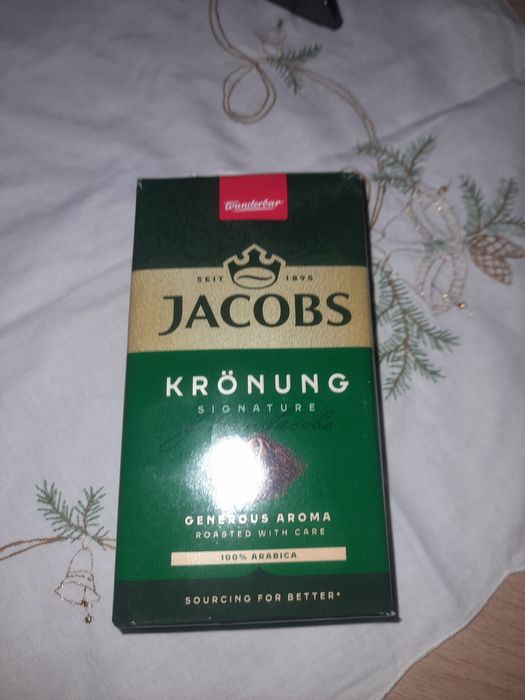 Wunderbar
SEIT 1895
JACOBS
KRÖNUNG
SIGNATURE
GENEROUS AROMA
ROASTED WITH CARE
100% ARABICA
SOURCING FOR BETTER*